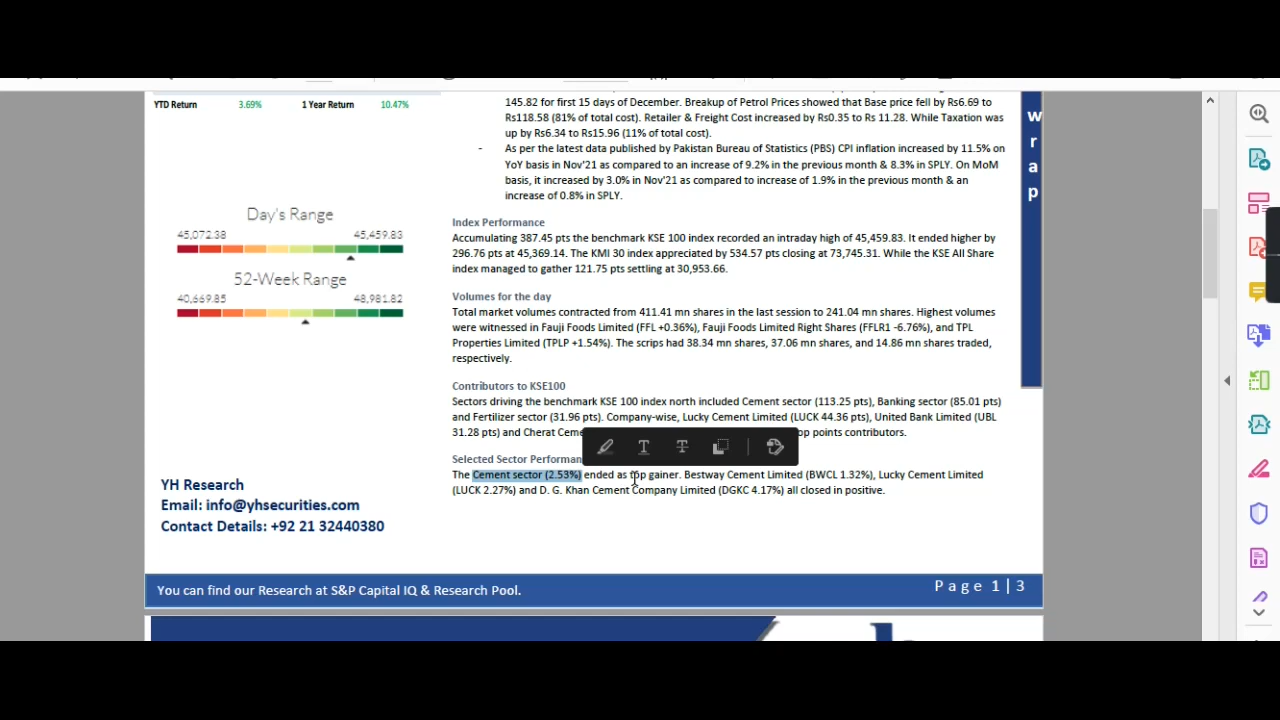 YTD Return 3.69% 1 Year Return 10.47%
145.82 for first 15 days of December. Breakup of Petrol Prices showed that Base price fell by Rs6.69 to
Rs118.58 (81% of total cost). Retailer & Freight Cost increased by Rs0.35 to Rs 11.28. While Taxation was
up by Rs6.34 to Rs15.96 (11% of total cost).
- As per the latest data published by Pakistan Bureau of Statistics (PBS) CPI inflation increased by 11.5% on
YoY basis in Nov'21 as compared to an increase of 9.2% in the previous month & 8.3% in SPLY. On MoM
basis, it increased by 3.0% in Nov'21 as compared to increase of 1.9% in the previous month & an
increase of 0.8% in SPLY.
w
r
a
p
Day's Range
45,072.38 45,459.83
52-Week Range
40,669.85 48,981.82
Index Performance
Accumulating 387.45 pts the benchmark KSE 100 index recorded an intraday high of 45,459.83. It ended higher by
296.76 pts at 45,369.14. The KMI 30 index appreciated by 534.57 pts closing at 73,745.31. While the KSE All Share
index managed to gather 121.75 pts settling at 30,953.66.
Volumes for the day
Total market volumes contracted from 411.41 mn shares in the last session to 241.04 mn shares. Highest volumes
were witnessed in Fauji Foods Limited (FFL +0.36%), Fauji Foods Limited Right Shares (FFLR1 -6.76%), and TPL
Properties Limited (TPLP +1.54%). The scrips had 38.34 mn shares, 37.06 mn shares, and 14.86 mn shares traded,
respectively.
Contributors to KSE100
Sectors driving the benchmark KSE 100 index north included Cement sector (113.25 pts), Banking sector (85.01 pts)
and Fertilizer sector (31.96 pts). Company-wise, Lucky Cement Limited (LUCK 44.36 pts), United Bank Limited (UBL
31.28 pts) and Cherat Ceme op points contributors.
Selected Sector Performan
The Cement sector (2.53%) ended as top gainer. Bestway Cement Limited (BWCL 1.32%), Lucky Cement Limited
(LUCK 2.27%) and D. G. Khan Cement Company Limited (DGKC 4.17%) all closed in positive.
YH Research
Email: info@yhsecurities.com
Contact Details: +92 21 32440380
You can find our Research at S&P Capital IQ & Research Pool.
Page 1|3